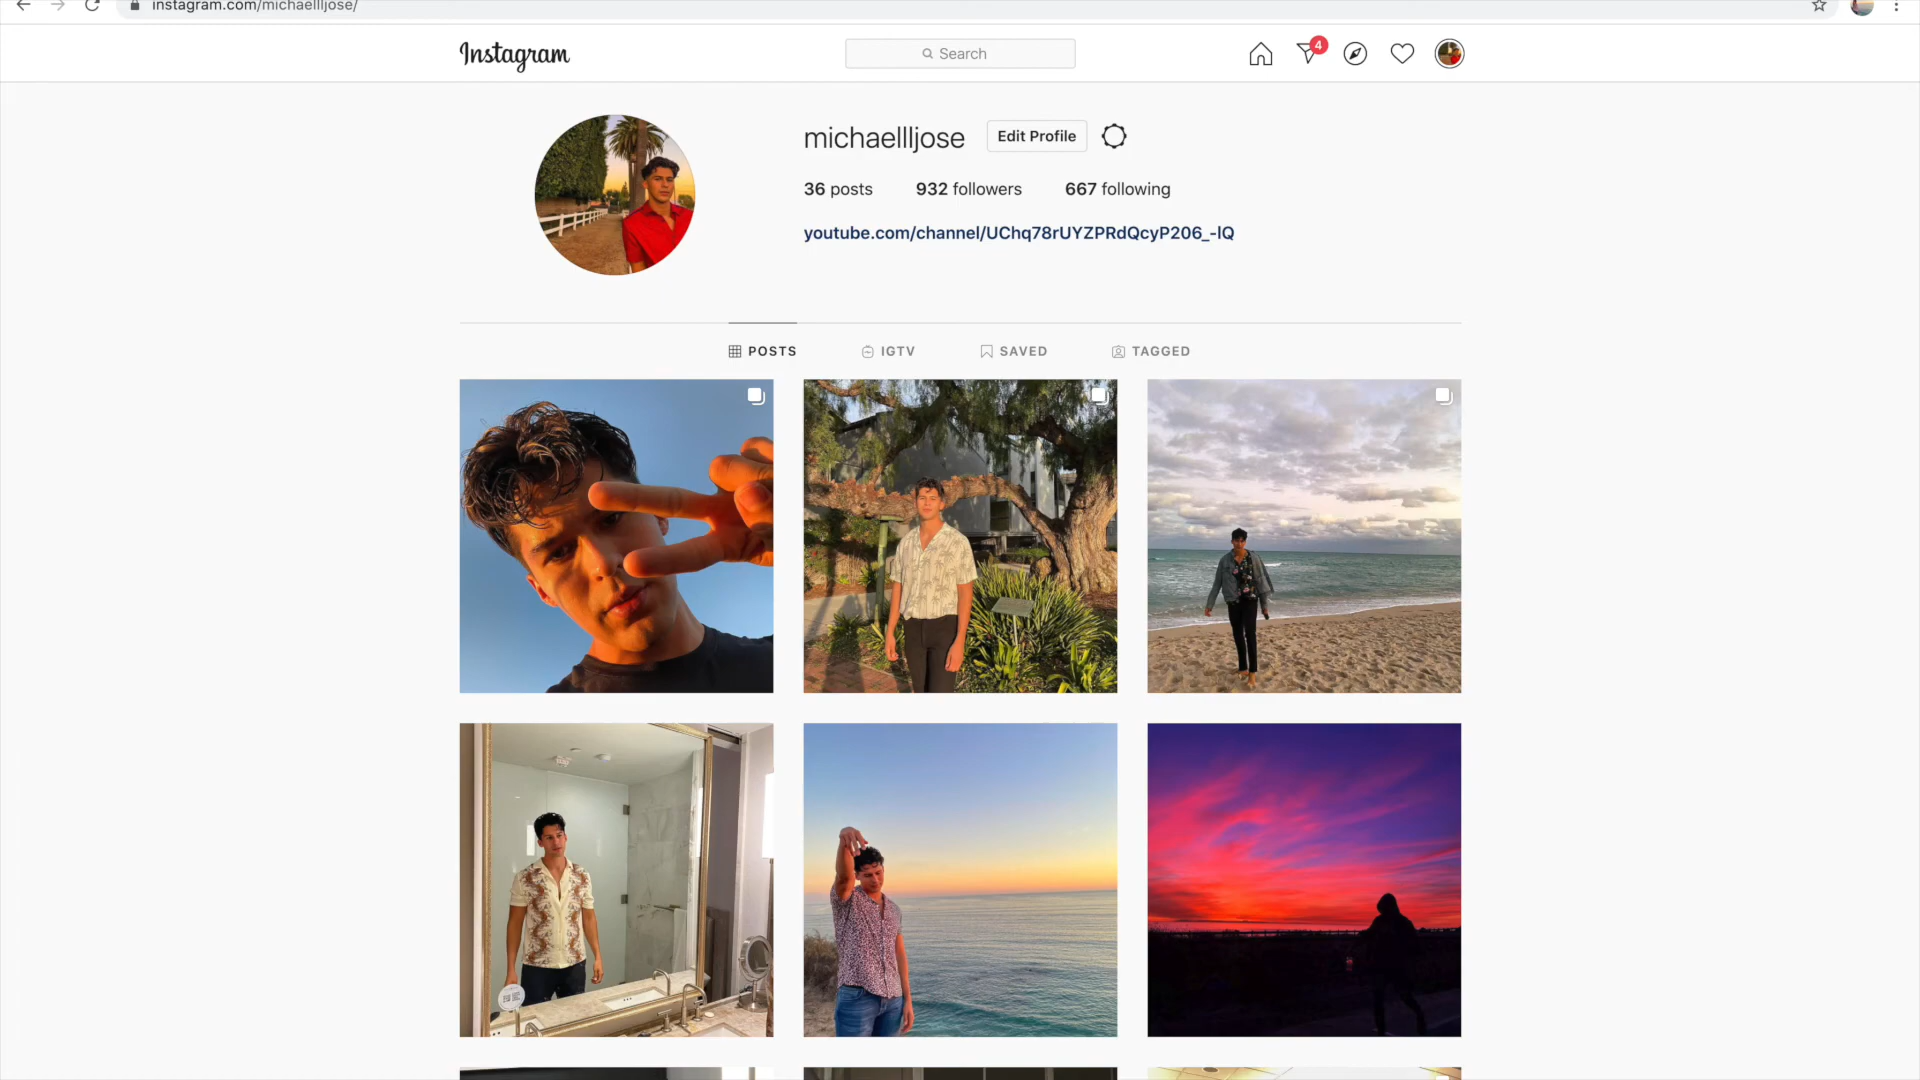 instagram.com/michaellljose/
Instagram
Search
4
michaellljose
Edit Profile
36 posts 932 followers 667 following
youtube.com/channel/UChq78rUYZPRdQcyP206_-lQ
POSTS IGTV SAVED TAGGED